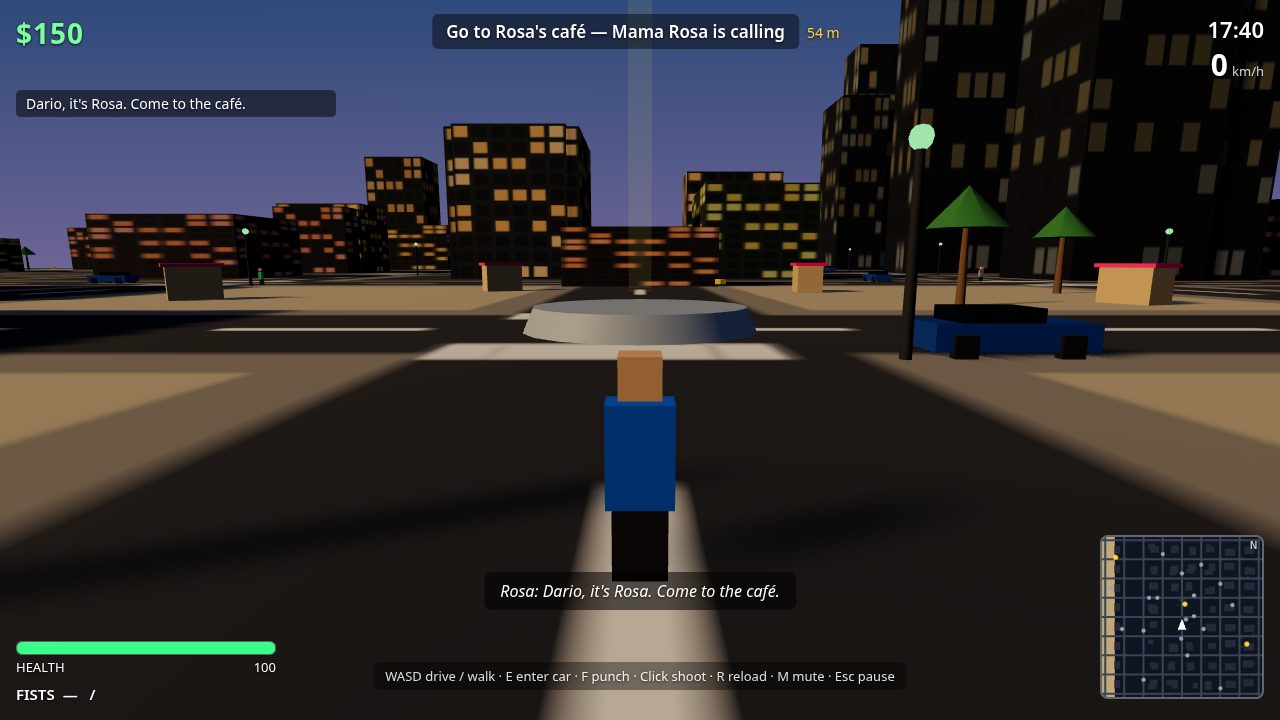 $150
Go to Rosa's café — Mama Rosa is calling 54 m
17:40
0 km/h
Dario, it's Rosa. Come to the café.
N
Rosa: Dario, it's Rosa. Come to the café.
HEALTH 100
FISTS — /
WASD drive / walk · E enter car · F punch · Click shoot · R reload · M mute · Esc pause